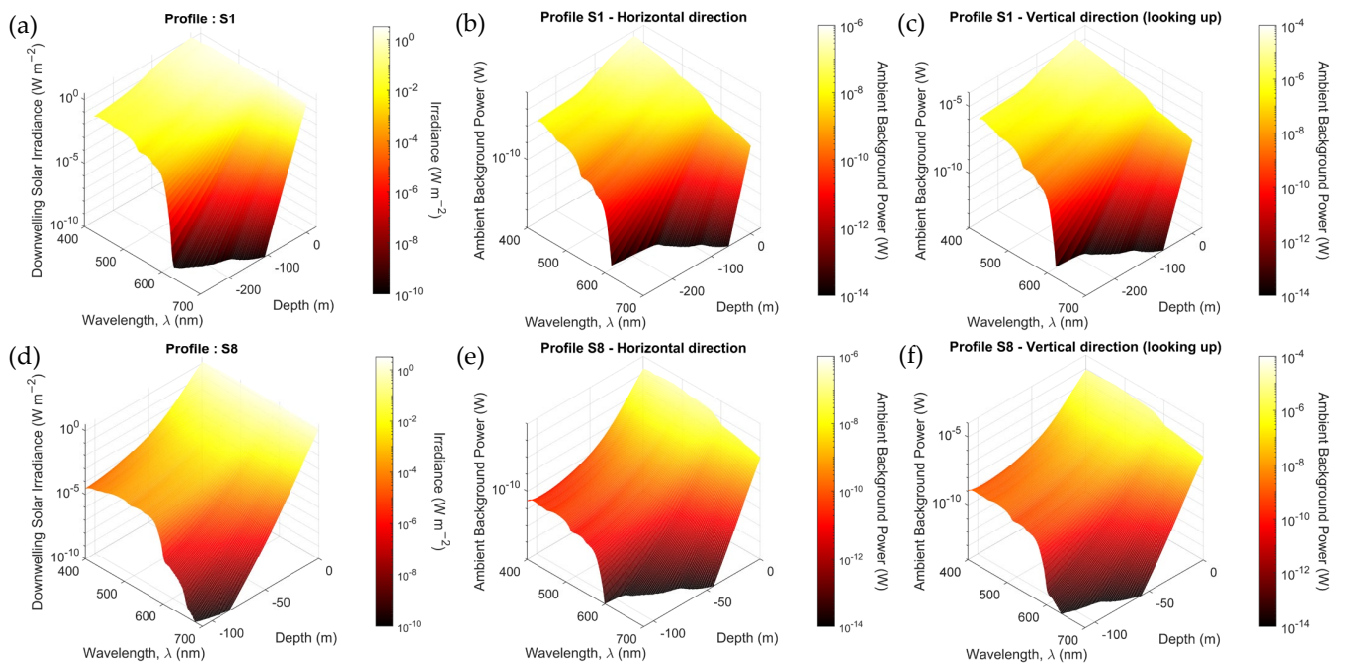 (a)
Profile : S1
Downwelling Solar Irradiance (W m−2)
10^0
10^-5
10^-10
400
500
600
700
Wavelength, λ (nm)
0
-100
-200
Depth (m)
10^0
10^-2
10^-4
10^-6
10^-8
10^-10
Irradiance (W m−2)
(b)
Profile S1 - Horizontal direction
Ambient Background Power (W)
10^-10
400
500
600
700
Wavelength, λ (nm)
0
-100
-200
Depth (m)
10^-6
10^-8
10^-10
10^-12
10^-14
Ambient Background Power (W)
(c)
Profile S1 - Vertical direction (looking up)
Ambient Background Power (W)
10^-5
10^-10
400
500
600
700
Wavelength, λ (nm)
0
-100
-200
Depth (m)
10^-4
10^-6
10^-8
10^-10
10^-12
10^-14
Ambient Background Power (W)
(d)
Profile : S8
Downwelling Solar Irradiance (W m−2)
10^0
10^-5
10^-10
400
500
600
700
Wavelength, λ (nm)
0
-50
-100
Depth (m)
10^0
10^-2
10^-4
10^-6
10^-8
10^-10
Irradiance (W m−2)
(e)
Profile S8 - Horizontal direction
Ambient Background Power (W)
10^-10
400
500
600
700
Wavelength, λ (nm)
0
-50
-100
Depth (m)
10^-6
10^-8
10^-10
10^-12
10^-14
Ambient Background Power (W)
(f)
Profile S8 - Vertical direction (looking up)
Ambient Background Power (W)
10^-5
10^-10
400
500
600
700
Wavelength, λ (nm)
0
-50
-100
Depth (m)
10^-4
10^-6
10^-8
10^-10
10^-12
10^-14
Ambient Background Power (W)